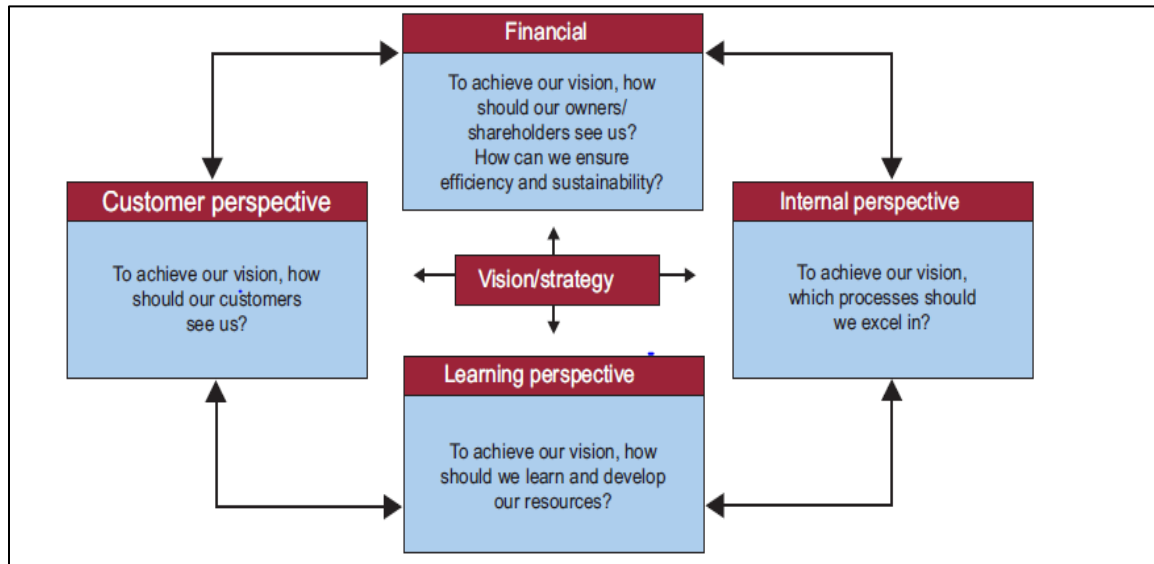 Financial
To achieve our vision, how
should our owners/
shareholders see us?
How can we ensure
efficiency and sustainability?
Customer perspective
To achieve our vision, how
should our customers
see us?
Vision/strategy
Internal perspective
To achieve our vision,
which processes should
we excel in?
Learning perspective
To achieve our vision, how
should we learn and develop
our resources?